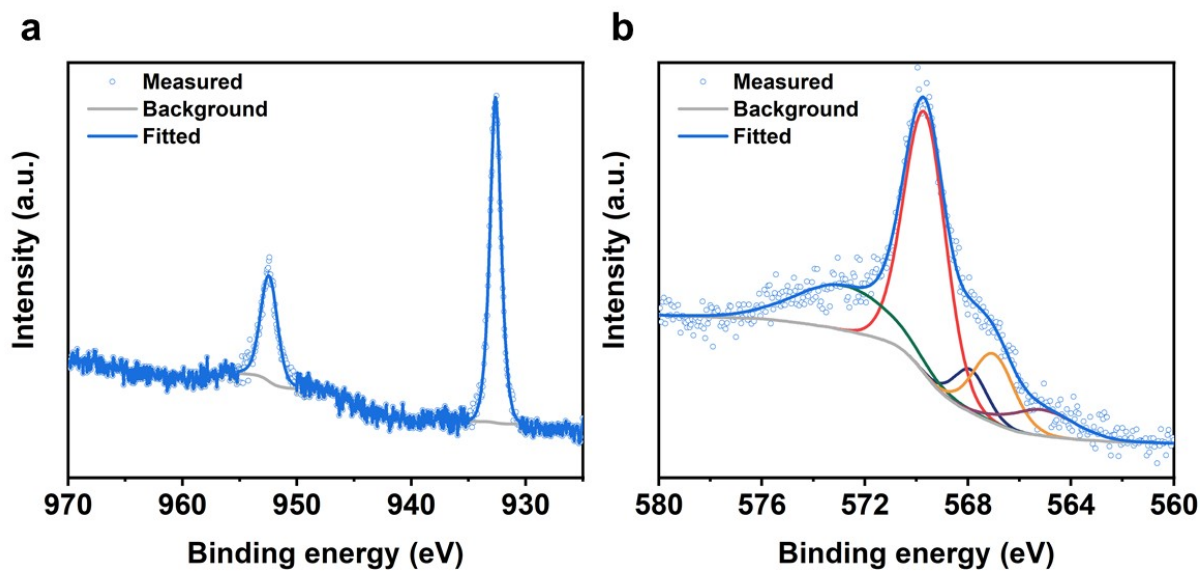 a
Measured
Background
Fitted
Intensity (a.u.)
970 960 950 940 930
Binding energy (eV)
b
Measured
Background
Fitted
Intensity (a.u.)
580 576 572 568 564 560
Binding energy (eV)